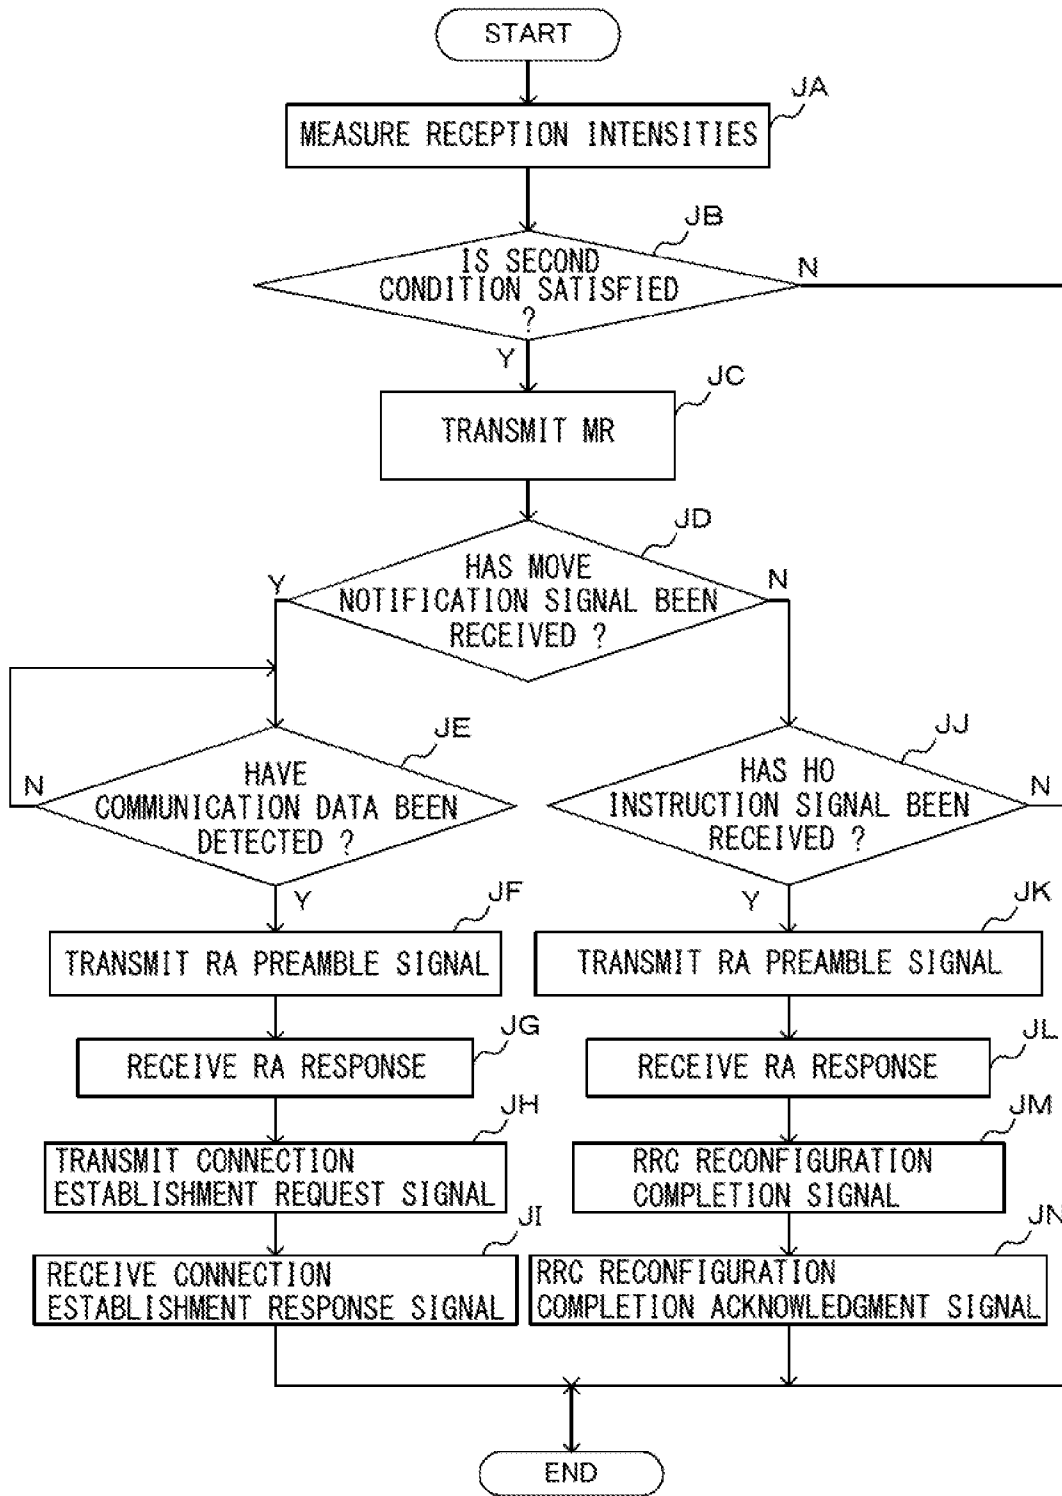 START
JA
MEASURE RECEPTION INTENSITIES
JB
IS SECOND
CONDITION SATISFIED
?
N
Y
JC
TRANSMIT MR
JD
HAS MOVE
NOTIFICATION SIGNAL BEEN
RECEIVED ?
Y
N
JE
HAVE
COMMUNICATION DATA BEEN
DETECTED ?
N
Y
JJ
HAS HO
INSTRUCTION SIGNAL BEEN
RECEIVED ?
N
Y
JF
TRANSMIT RA PREAMBLE SIGNAL
JK
TRANSMIT RA PREAMBLE SIGNAL
JG
RECEIVE RA RESPONSE
JL
RECEIVE RA RESPONSE
JH
TRANSMIT CONNECTION
ESTABLISHMENT REQUEST SIGNAL
JM
RRC RECONFIGURATION
COMPLETION SIGNAL
JI
RECEIVE CONNECTION
ESTABLISHMENT RESPONSE SIGNAL
JN
RRC RECONFIGURATION
COMPLETION ACKNOWLEDGMENT SIGNAL
END